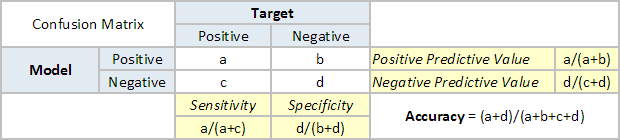 Confusion Matrix Target
Positive Negative
Model Positive a b Positive Predictive Value a/(a+b)
Negative c d Negative Predictive Value d/(c+d)
Sensitivity Specificity Accuracy = (a+d)/(a+b+c+d)
a/(a+c) d/(b+d)